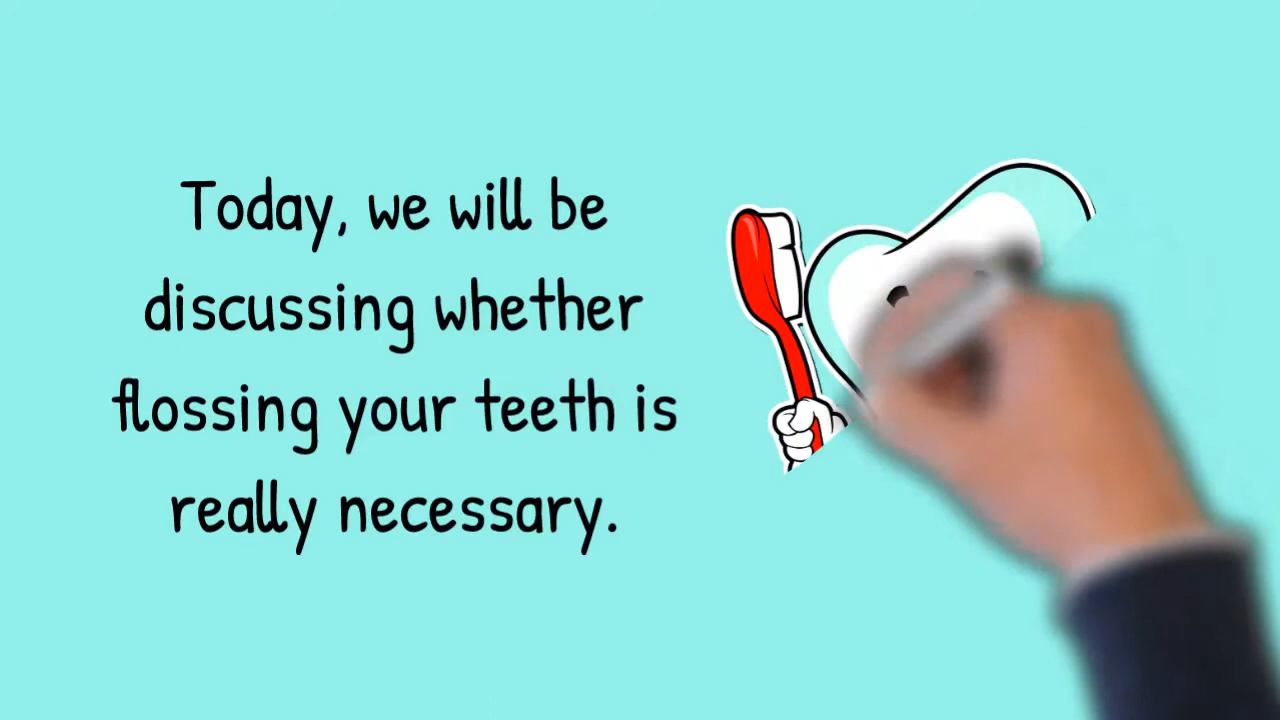 Today, we will be
discussing whether
flossing your teeth is
really necessary.